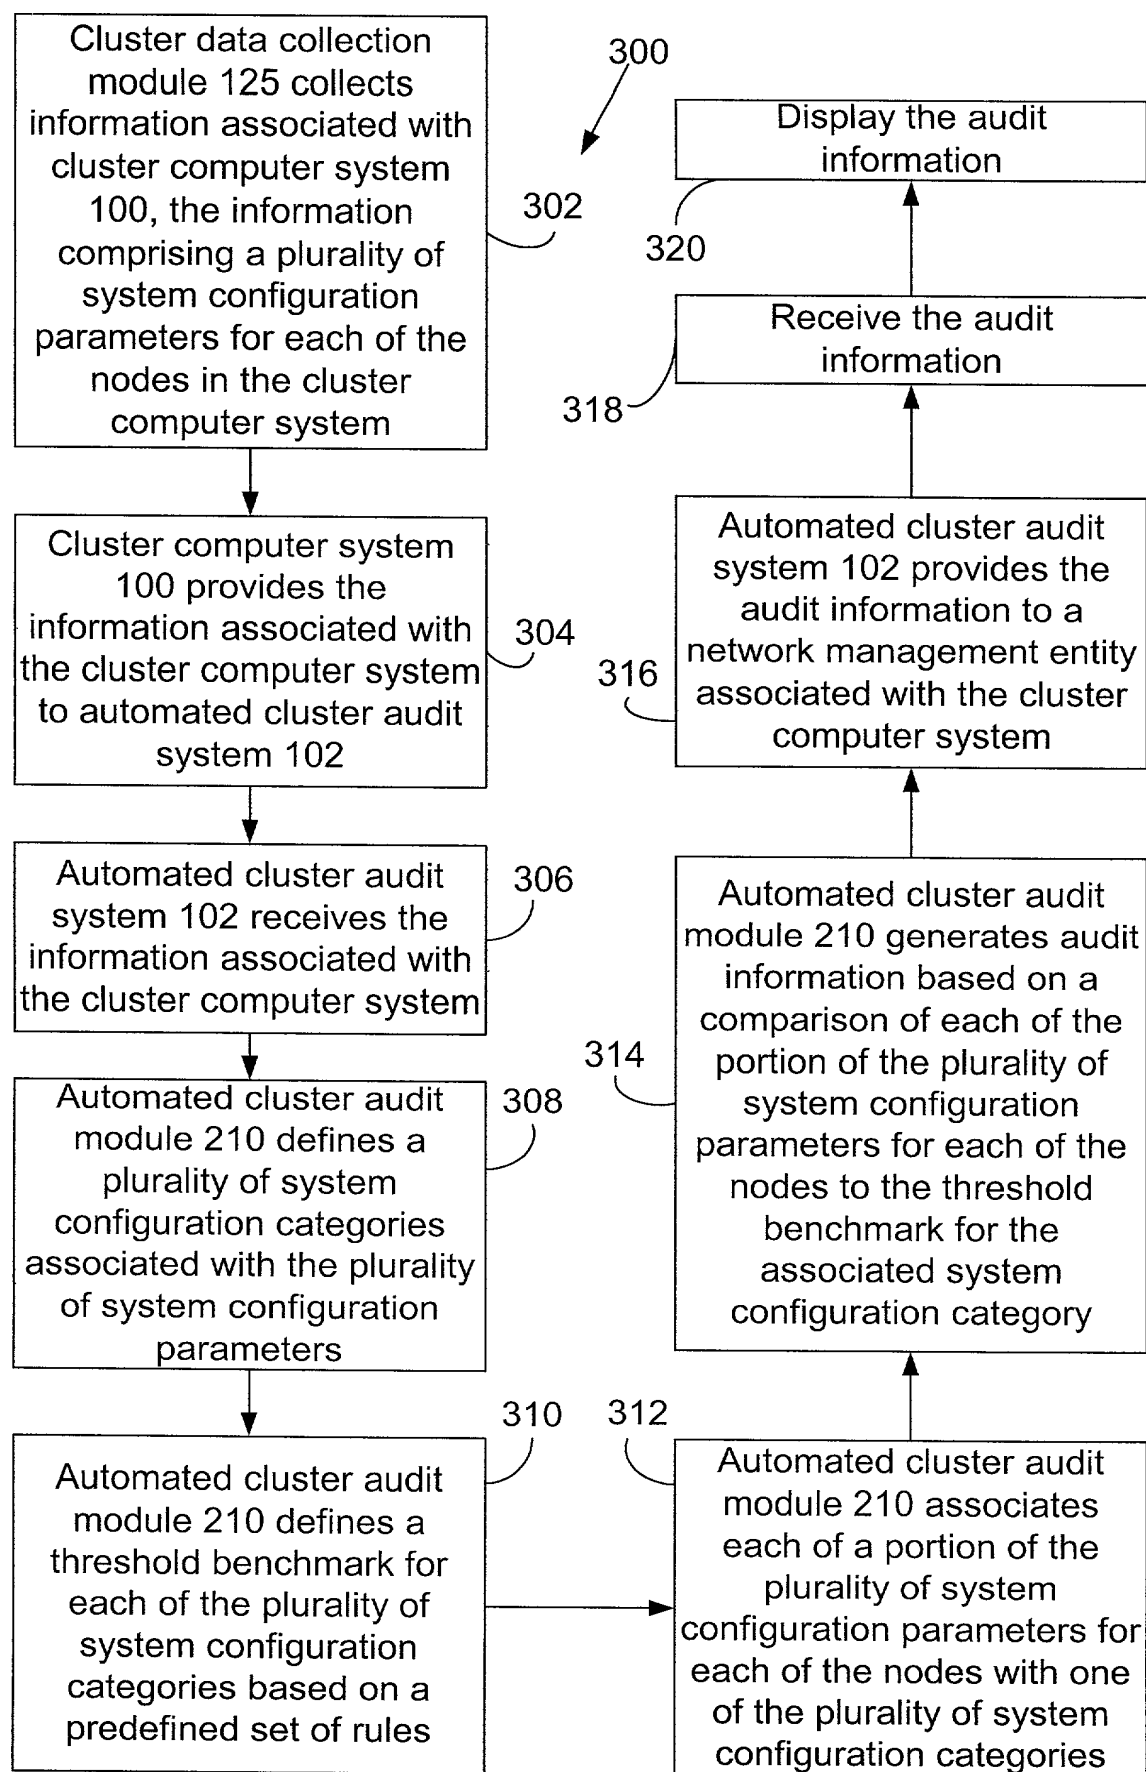 Cluster data collection
module 125 collects
information associated with
cluster computer system
100, the information
comprising a plurality of
system configuration
parameters for each of the
nodes in the cluster
computer system
302
300
Cluster computer system
100 provides the
information associated with
the cluster computer system
to automated cluster audit
system 102
304
Automated cluster audit
system 102 receives the
information associated with
the cluster computer system
306
Automated cluster audit
module 210 defines a
plurality of system
configuration categories
associated with the plurality
of system configuration
parameters
308
Automated cluster audit
module 210 defines a
threshold benchmark for
each of the plurality of
system configuration
categories based on a
predefined set of rules
310
312
Automated cluster audit
module 210 associates
each of a portion of the
plurality of system
configuration parameters for
each of the nodes with one
of the plurality of system
configuration categories
314
Automated cluster audit
module 210 generates audit
information based on a
comparison of each of the
portion of the plurality of
system configuration
parameters for each of the
nodes to the threshold
benchmark for the
associated system
configuration category
316
Automated cluster audit
system 102 provides the
audit information to a
network management entity
associated with the cluster
computer system
318
Receive the audit
information
320
Display the audit
information